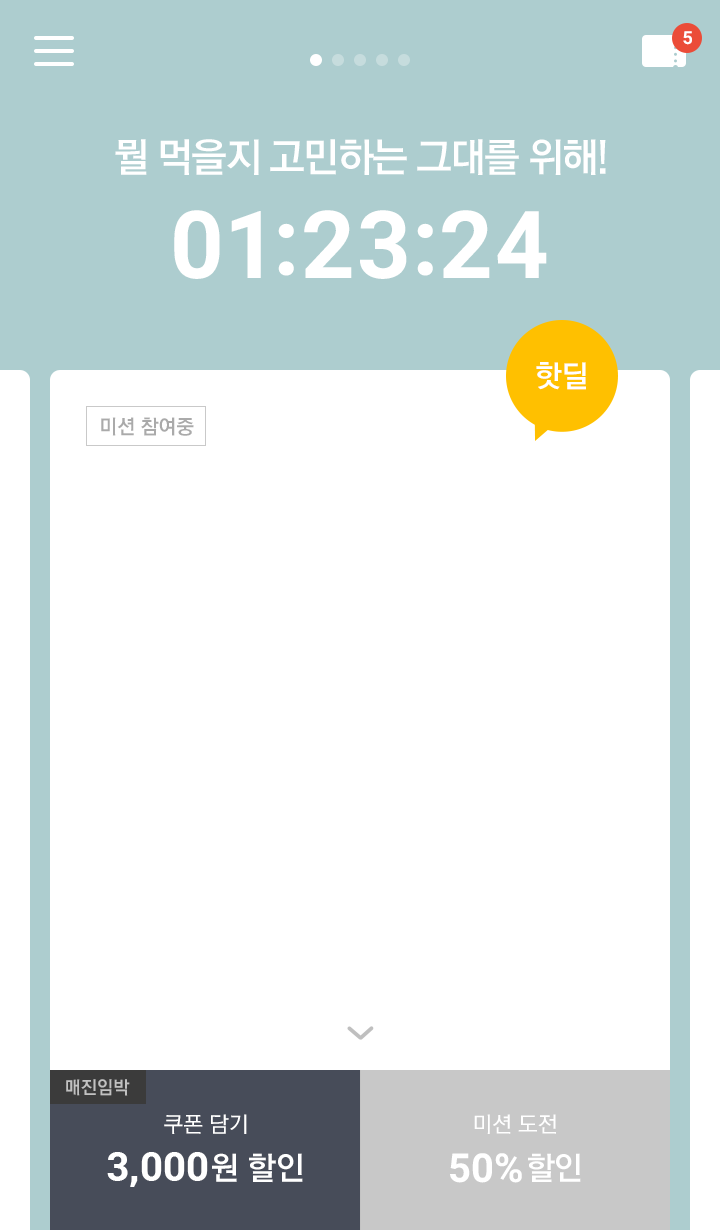 5
뭘 먹을지 고민하는 그대를 위해!
01:23:24
핫딜
미션 참여중
매진임박
쿠폰 담기
3,000원 할인
미션 도전
50% 할인